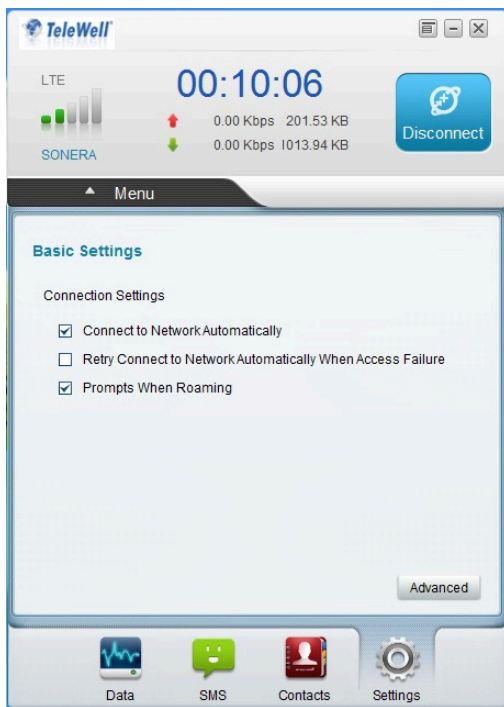 TeleWell
LTE
00:10:06
0.00 Kbps 201.53 KB
0.00 Kbps 1013.94 KB
SONERA
Disconnect
Menu
Basic Settings
Connection Settings
Connect to Network Automatically
Retry Connect to Network Automatically When Access Failure
Prompts When Roaming
Advanced
Data SMS Contacts Settings